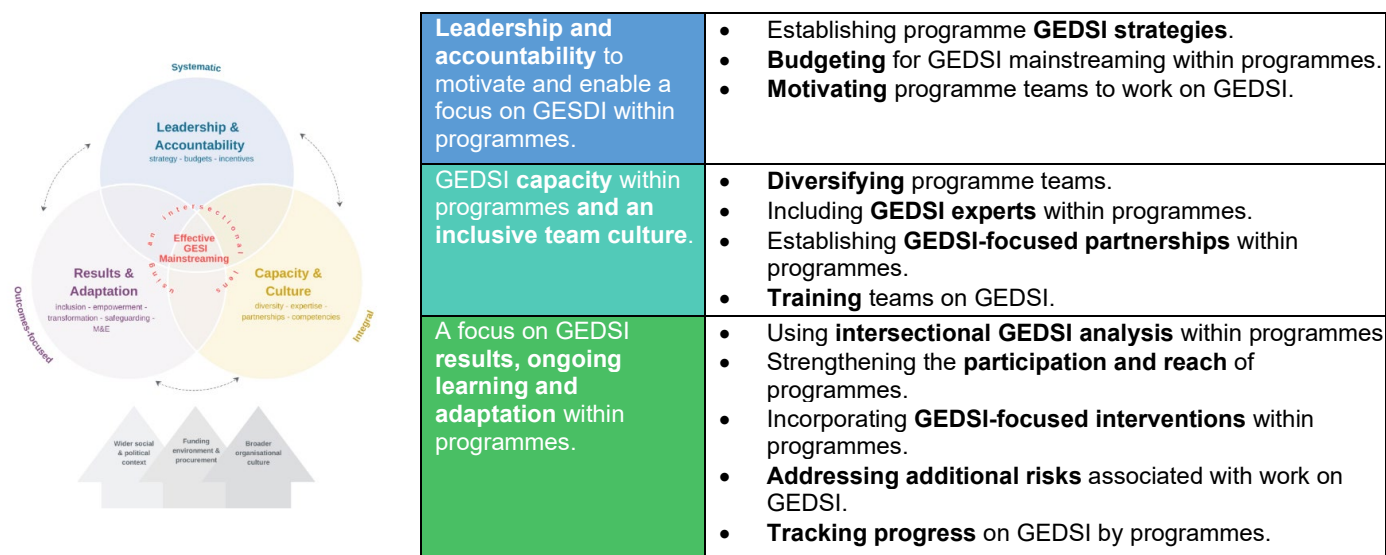 Systematic
Leadership &
Accountability
strategy - budgets - incentives
using an intersectional lens
Effective
GESI
Mainstreaming
Results &
Adaptation
inclusion - empowerment -
transformation - safeguarding -
M&E
Capacity &
Culture
diversity - expertise -
partnerships - competencies
Outcomes-focused
Integral
Wider social
& political
context
Funding
environment &
procurement
Broader
organisational
culture
Leadership and
accountability to
motivate and enable a
focus on GESDI within
programmes.
• Establishing programme GEDSI strategies.
• Budgeting for GEDSI mainstreaming within programmes.
• Motivating programme teams to work on GEDSI.
GEDSI capacity within
programmes and an
inclusive team culture.
• Diversifying programme teams.
• Including GEDSI experts within programmes.
• Establishing GEDSI-focused partnerships within
programmes.
• Training teams on GEDSI.
A focus on GEDSI
results, ongoing
learning and
adaptation within
programmes.
• Using intersectional GEDSI analysis within programmes
• Strengthening the participation and reach of
programmes.
• Incorporating GEDSI-focused interventions within
programmes.
• Addressing additional risks associated with work on
GEDSI.
• Tracking progress on GEDSI by programmes.